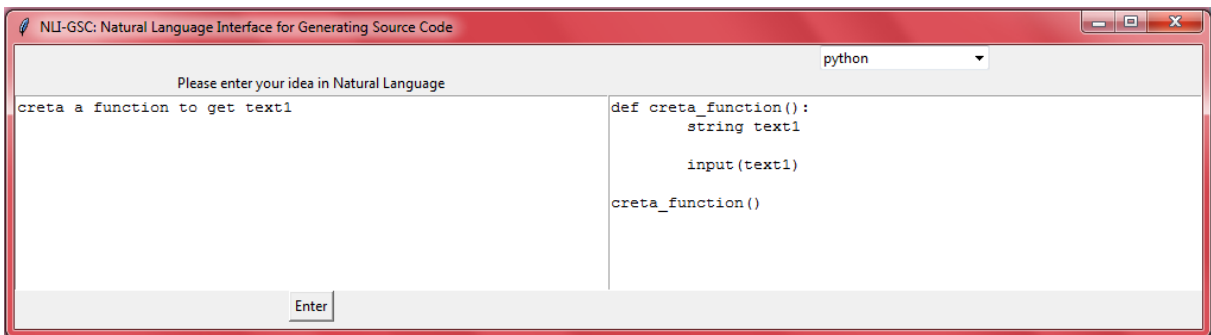 NLI-GSC: Natural Language Interface for Generating Source Code
python
Please enter your idea in Natural Language
creta a function to get text1
def creta_function():
        string text1

        input(text1)

creta_function()
Enter